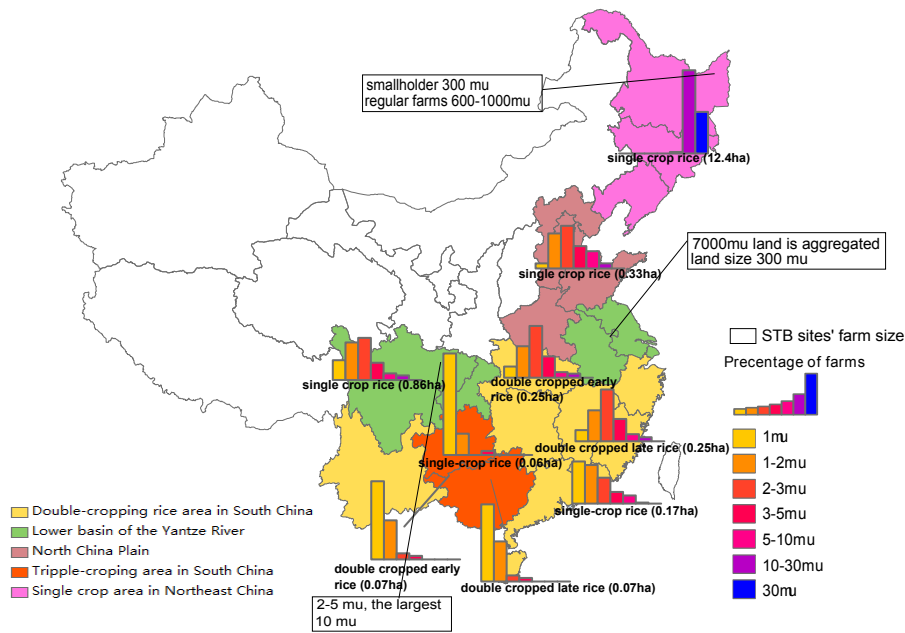 smallholder 300 mu
regular farms 600-1000mu
single crop rice (12.4ha)
7000mu land is aggregated
land size 300 mu
single crop rice (0.33ha)
STB sites' farm size
Precentage of farms
single crop rice (0.86ha)
double cropped early
rice (0.25ha)
1mu
1-2mu
2-3mu
3-5mu
5-10mu
10-30mu
30mu
double cropped late rice (0.25ha)
single-crop rice (0.06ha)
single-crop rice (0.17ha)
Double-cropping rice area in South China
Lower basin of the Yantze River
North China Plain
Tripple-croping area in South China
Single crop area in Northeast China
double cropped early
rice (0.07ha)
double cropped late rice (0.07ha)
2-5 mu, the largest
10 mu